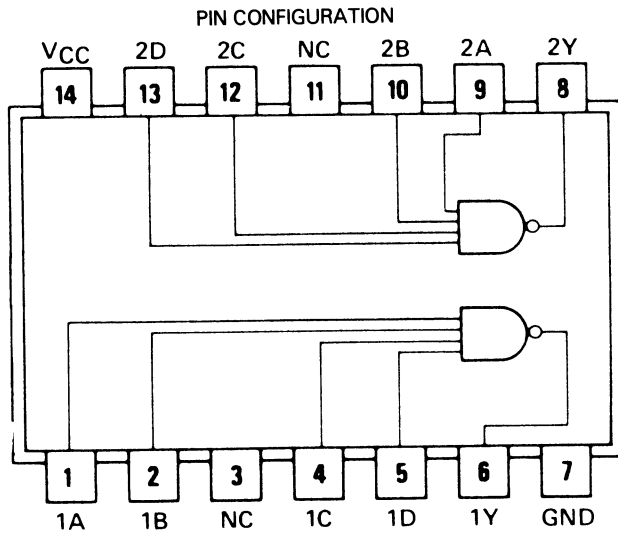 PIN CONFIGURATION
VCC 2D 2C NC 2B 2A 2Y
14 13 12 11 10 9 8
1 2 3 4 5 6 7
1A 1B NC 1C 1D 1Y GND